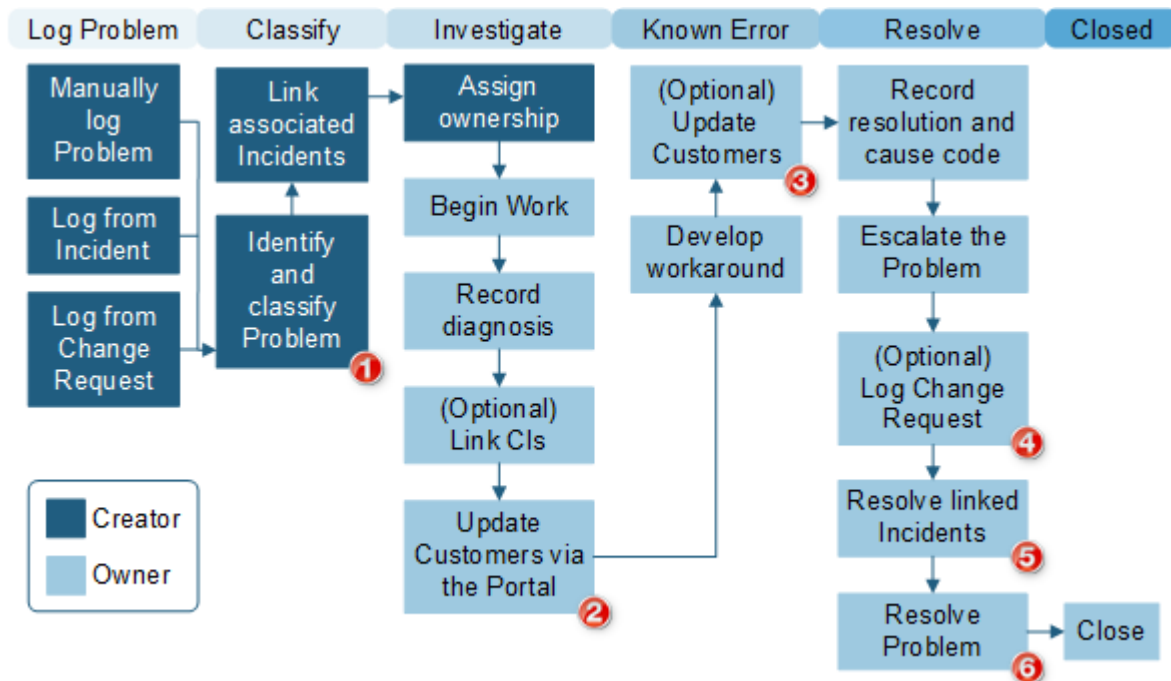 Log Problem
Classify
Investigate
Known Error
Resolve
Closed
Manually
log
Problem
Log from
Incident
Log from
Change
Request
Link
associated
Incidents
Identify
and
classify
Problem
1
Assign
ownership
Begin Work
Record
diagnosis
(Optional)
Link CIs
Update
Customers via
the Portal
2
(Optional)
Update
Customers
3
Develop
workaround
Record
resolution and
cause code
Escalate the
Problem
(Optional)
Log Change
Request
4
Resolve linked
Incidents
5
Resolve
Problem
6
Close
Creator
Owner